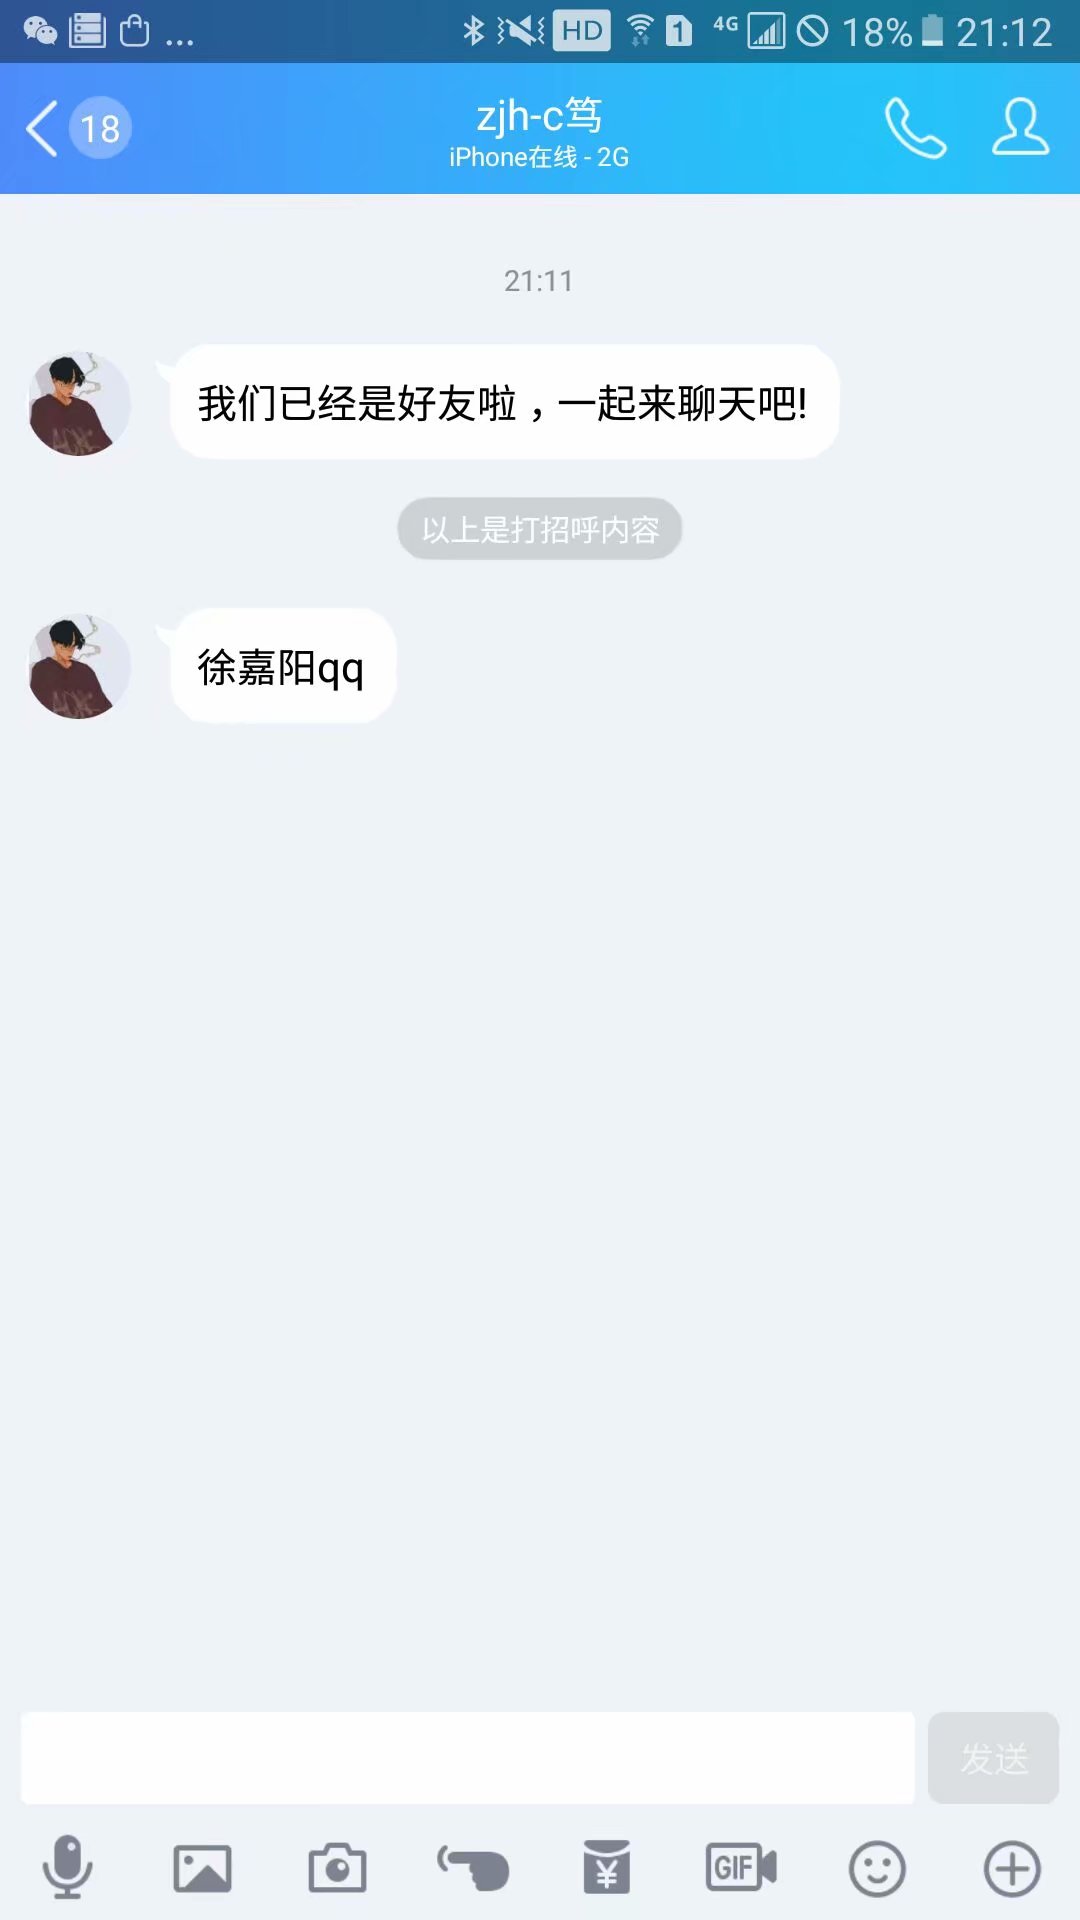 ... HD 1 4G 18% 21:12
18 zjh-c笃
iPhone在线 - 2G
21:11
我们已经是好友啦，一起来聊天吧!
以上是打招呼内容
徐嘉阳qq
发送
¥ GIF